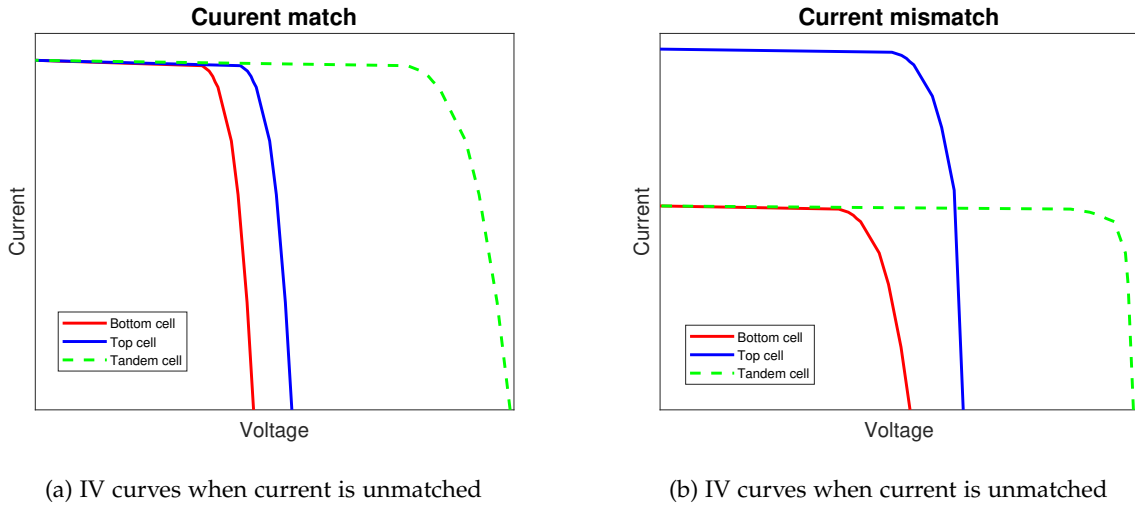 Cuurent match
Current
Bottom cell
Top cell
Tandem cell
Voltage
(a) IV curves when current is unmatched
Current mismatch
Current
Bottom cell
Top cell
Tandem cell
Voltage
(b) IV curves when current is unmatched